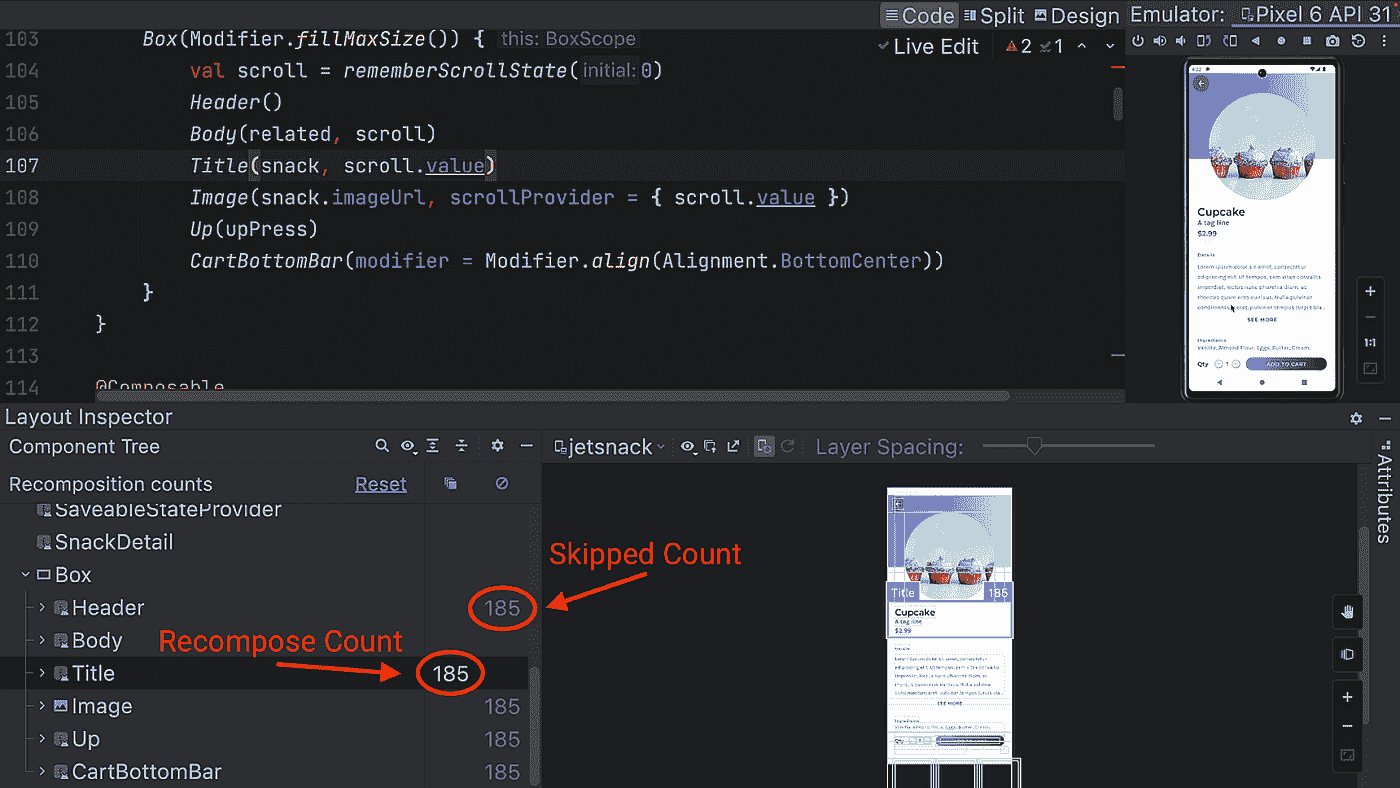 Code Split Design
Emulator: Pixel 6 API 31
Live Edit 2 1
103 Box(Modifier.fillMaxSize()) { this: BoxScope
104 val scroll = rememberScrollState(initial:0)
105 Header()
106 Body(related, scroll)
107 Title(snack, scroll.value)
108 Image(snack.imageUrl, scrollProvider = { scroll.value })
109 Up(upPress)
110 CartBottomBar(modifier = Modifier.align(Alignment.BottomCenter))
111 }
112 }
113
114 @Composable
4:22
Cupcake
A tag line
$2.99
Details
SEE MORE
Ingredients
Vanilla, Almond Flour, Eggs, Butter, Cream,
Qty 1 ADD TO CART
1:1
Layout Inspector
Component Tree
jetsnack
Layer Spacing:
Attributes
Recomposition counts Reset
SaveableStateProvider
SnackDetail
Box
Header 185
Body
Title 185
Image 185
Up 185
CartBottomBar 185
Skipped Count
Recompose Count
Title 185
Cupcake
A tag line
$2.99
SEE MORE